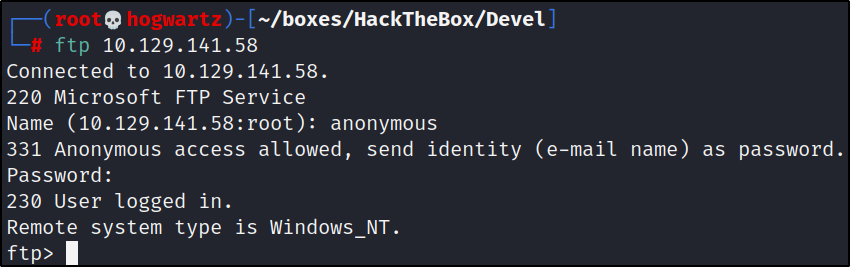 ┌──(root💀hogwartz)-[~/boxes/HackTheBox/Devel]
└─# ftp 10.129.141.58
Connected to 10.129.141.58.
220 Microsoft FTP Service
Name (10.129.141.58:root): anonymous
331 Anonymous access allowed, send identity (e-mail name) as password.
Password:
230 User logged in.
Remote system type is Windows_NT.
ftp>